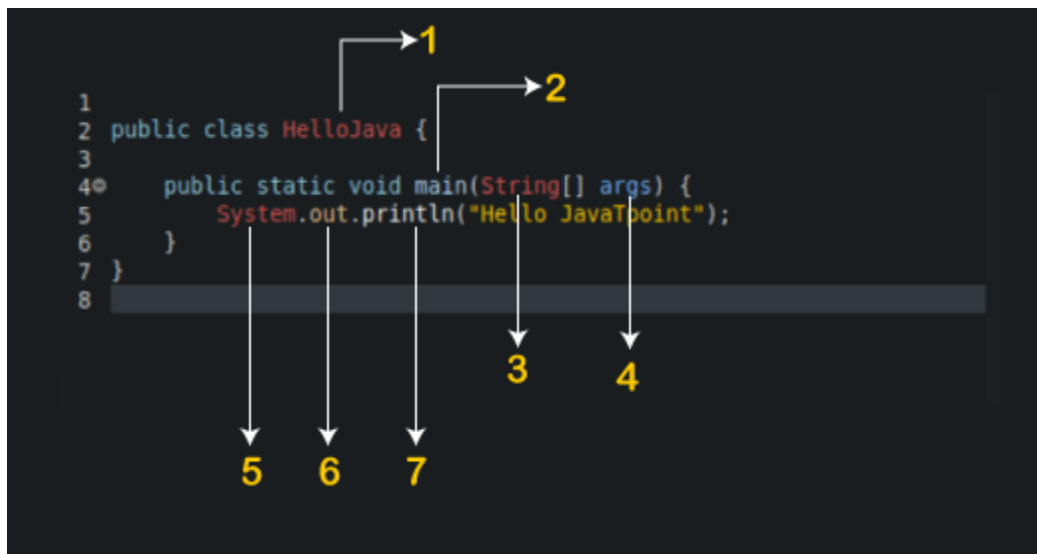 1
2
1
2 public class HelloJava {
3
4 public static void main(String[] args) {
5 System.out.println("Hello JavaTpoint");
6 }
7 }
8
3
4
5 6 7